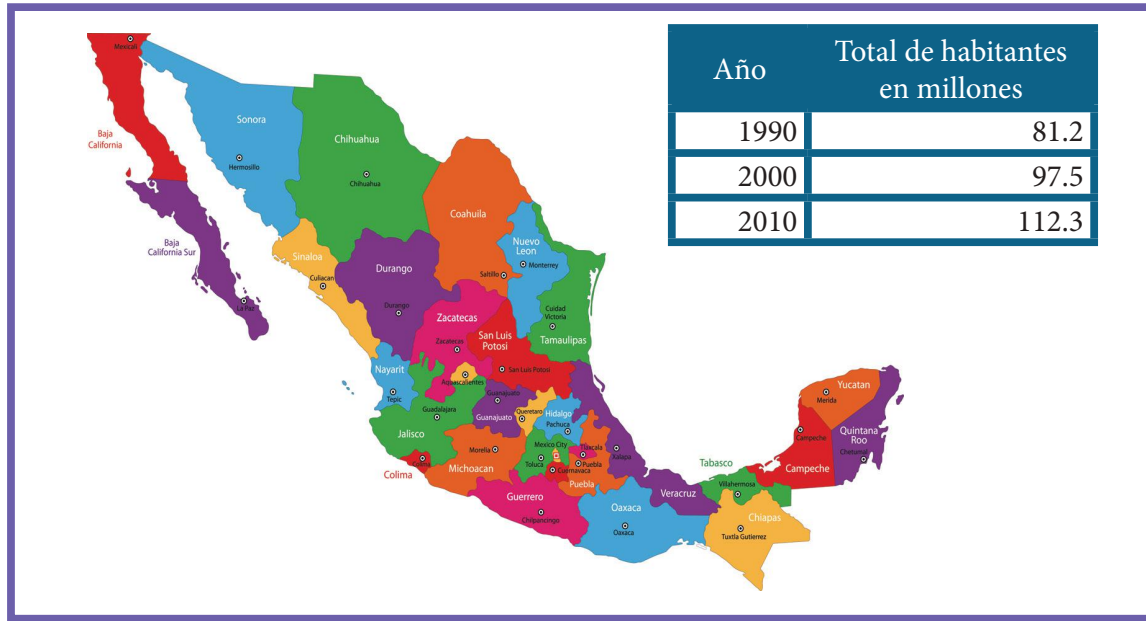 Año
Total de habitantes
en millones
1990
81.2
2000
97.5
2010
112.3
Mexicali
Baja
California
Sonora
Hermosillo
Chihuahua
Chihuahua
Coahuila
Saltillo
Nuevo
Leon
Monterrey
Baja
California Sur
La Paz
Sinaloa
Culiacan
Durango
Durango
Zacatecas
Zacatecas
San Luis
Potosi
San Luis Potosi
Cuidad
Victoria
Tamaulipas
Nayarit
Tepic
Aguascalientes
Guanajuato
Guanajuato
Queretaro
Hidalgo
Pachuca
Guadalajara
Jalisco
Colima
Colima
Morelia
Michoacan
Mexico City
Toluca
Tlaxcala
Puebla
Puebla
Cuernavaca
Xalapa
Veracruz
Guerrero
Chilpancingo
Oaxaca
Oaxaca
Tabasco
Villahermosa
Chiapas
Tuxtla Gutierrez
Campeche
Campeche
Yucatan
Merida
Quintana
Roo
Chetumal